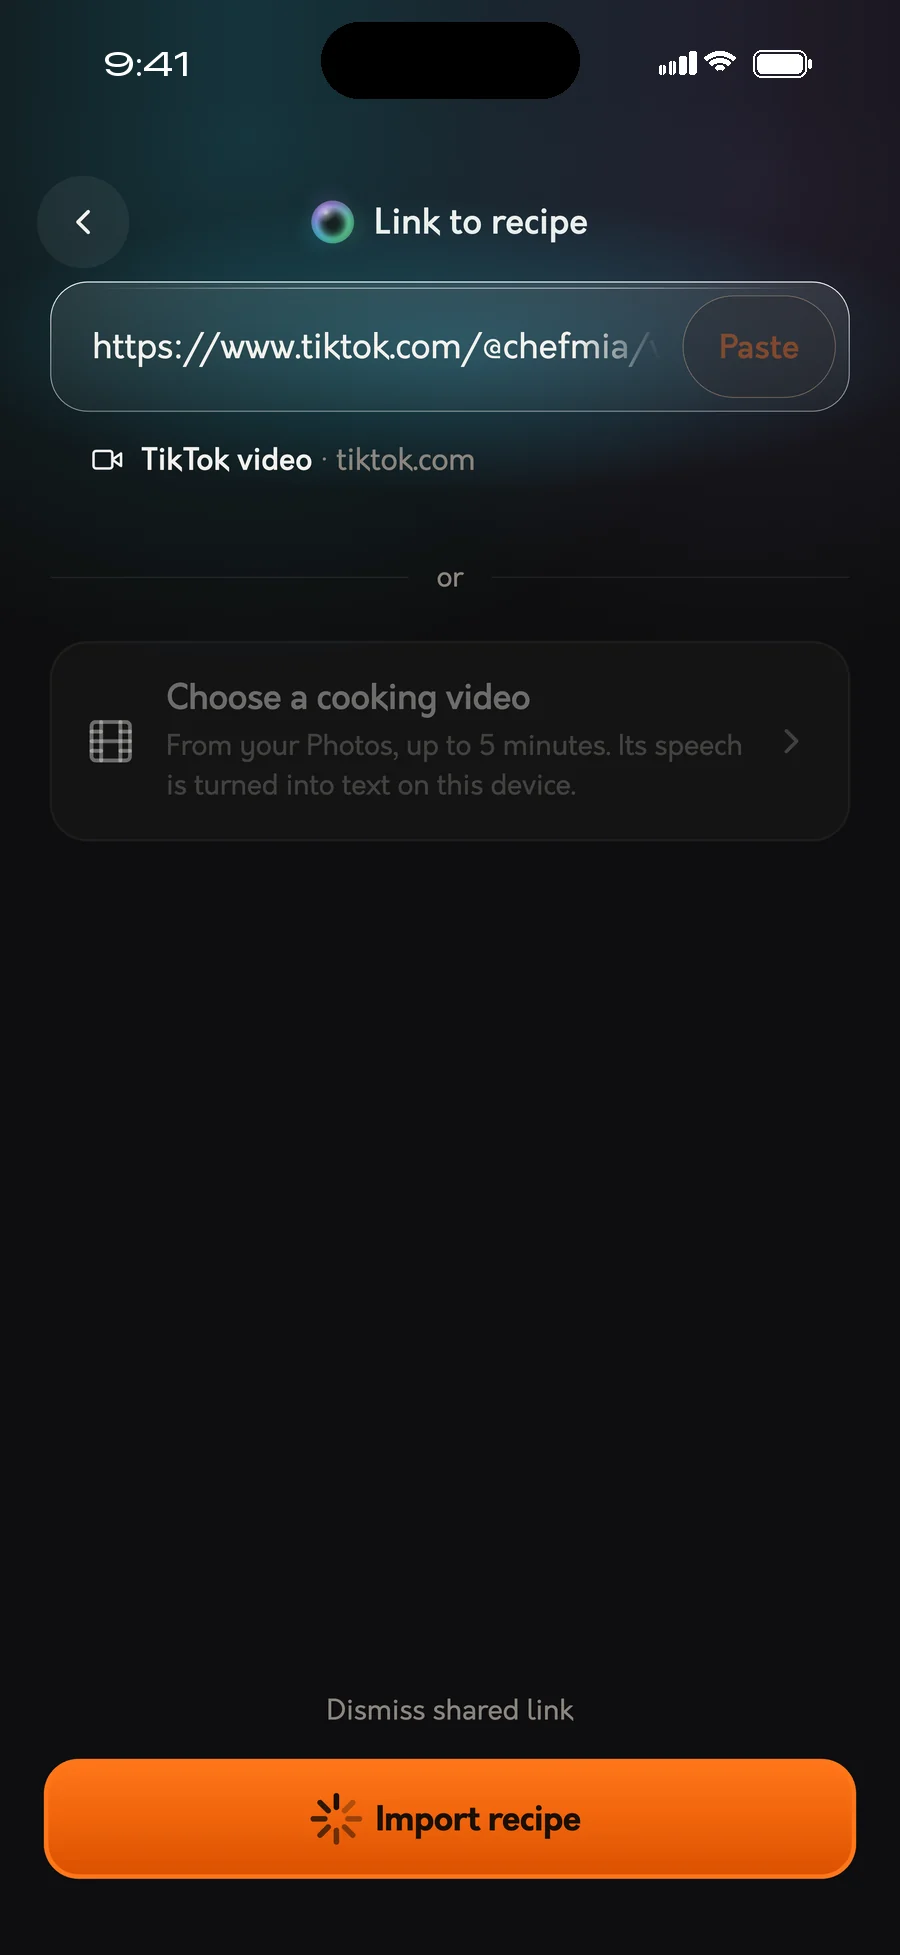 9:41
Link to recipe
https://www.tiktok.com/@chefmia/
Paste
TikTok video · tiktok.com
or
Choose a cooking video
From your Photos, up to 5 minutes. Its speech
is turned into text on this device.
Dismiss shared link
Import recipe